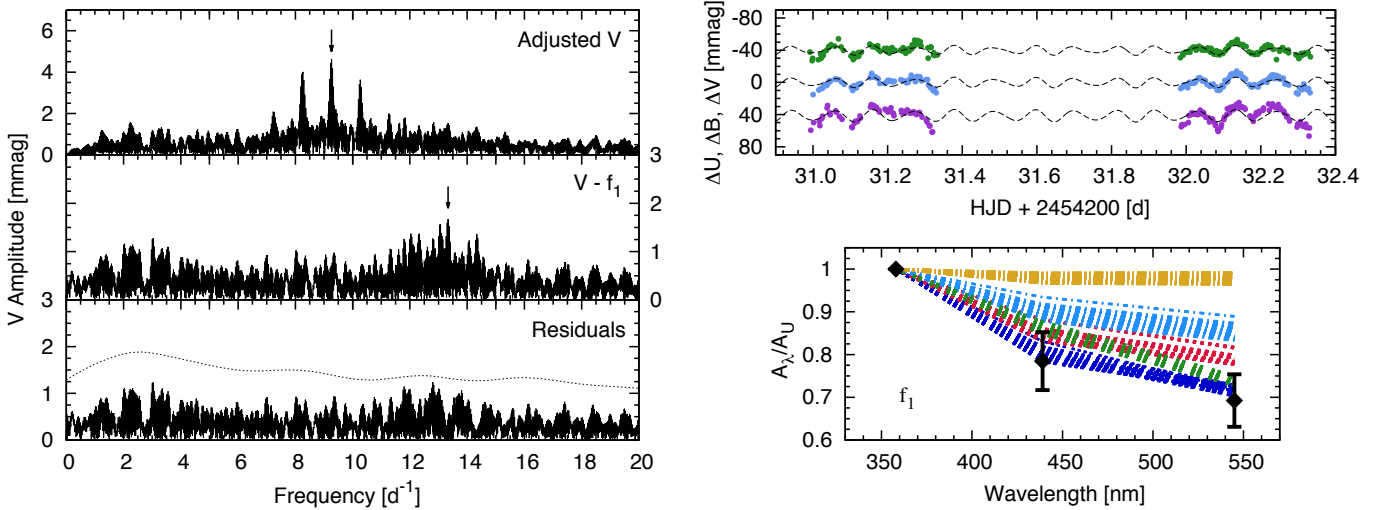 Adjusted V
6
4
2
0
3
V - f1
2
1
0
3
Residuals
2
1
0
V Amplitude [mmag]
0 2 4 6 8 10 12 14 16 18 20
Frequency [d-1]
-80
-40
0
40
80
ΔU, ΔB, ΔV [mmag]
31.0 31.2 31.4 31.6 31.8 32.0 32.2 32.4
HJD + 2454200 [d]
1
0.9
0.8
0.7
0.6
Aλ/AU
f1
350 400 450 500 550
Wavelength [nm]